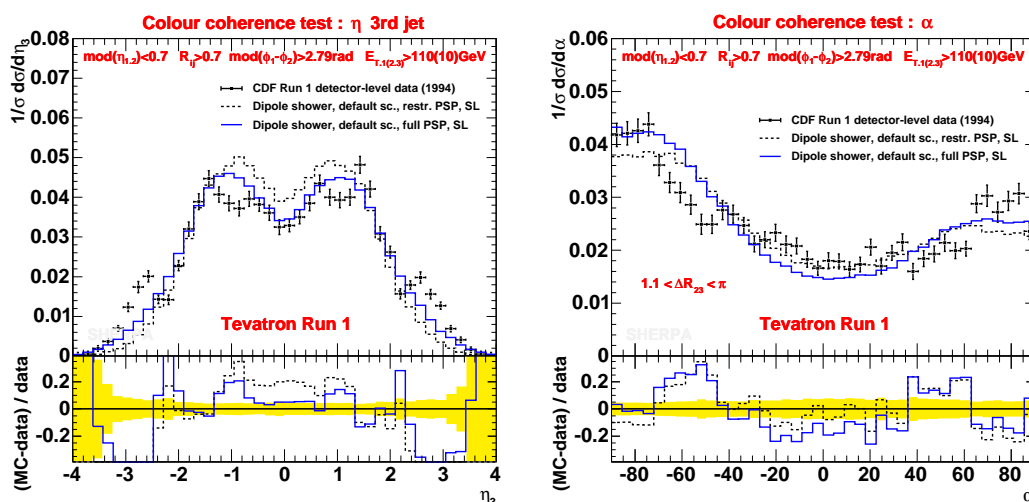 Colour coherence test : η 3rd jet
1/σ dσ/dη₃
mod(η₁.₂)<0.7 Rᵢⱼ>0.7 mod(ϕ₁-ϕ₂)>2.79rad E_T.1(2.3)>110(10)GeV
CDF Run 1 detector-level data (1994)
Dipole shower, default sc., restr. PSP, SL
Dipole shower, default sc., full PSP, SL
0.08
0.07
0.06
0.05
0.04
0.03
0.02
0.01
0
SHERPA
Tevatron Run 1
(MC-data) / data
0.2
0
-0.2
-4 -3 -2 -1 0 1 2 3 4
η₃
Colour coherence test : α
1/σ dσ/dα
mod(η₁.₂)<0.7 Rᵢⱼ>0.7 mod(ϕ₁-ϕ₂)>2.79rad E_T.1(2.3)>110(10)GeV
CDF Run 1 detector-level data (1994)
Dipole shower, default sc., restr. PSP, SL
Dipole shower, default sc., full PSP, SL
0.06
0.05
0.04
0.03
0.02
0.01
0
1.1 < ΔR₂₃ < π
SHERPA
Tevatron Run 1
(MC-data) / data
0.2
0
-0.2
-80 -60 -40 -20 0 20 40 60 80